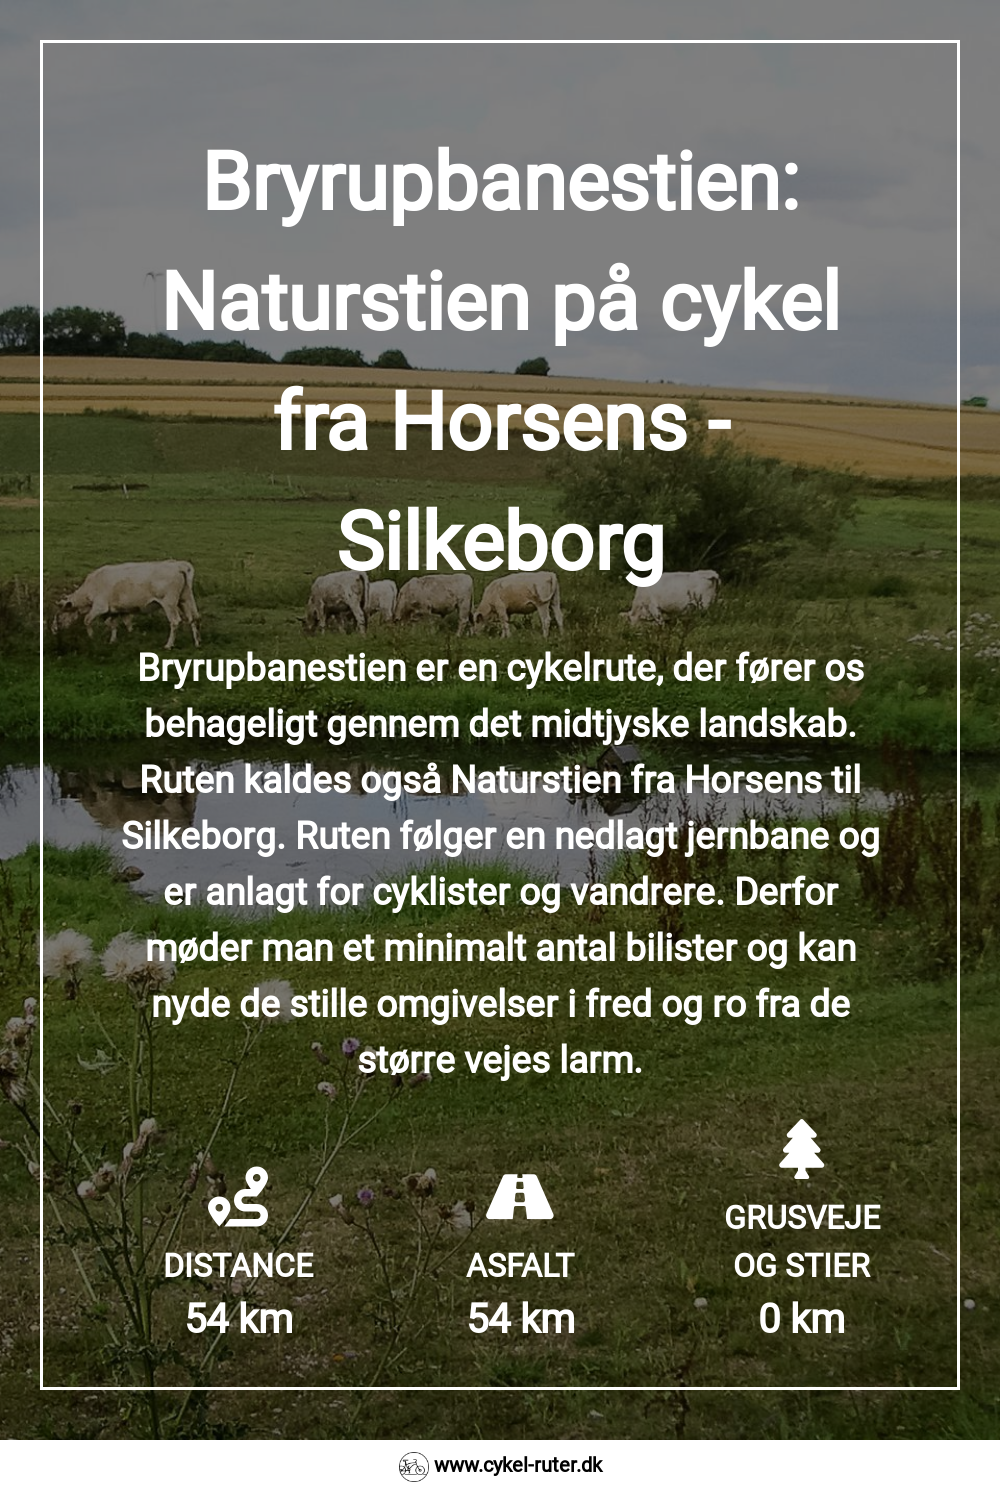 Bryrupbanestien:
Naturstien på cykel
fra Horsens -
Silkeborg
Bryrupbanestien er en cykelrute, der fører os
behageligt gennem det midtjyske landskab.
Ruten kaldes også Naturstien fra Horsens til
Silkeborg. Ruten følger en nedlagt jernbane og
er anlagt for cyklister og vandrere. Derfor
møder man et minimalt antal bilister og kan
nyde de stille omgivelser i fred og ro fra de
større vejes larm.
DISTANCE
54 km
ASFALT
54 km
GRUSVEJE
OG STIER
0 km
www.cykel-ruter.dk